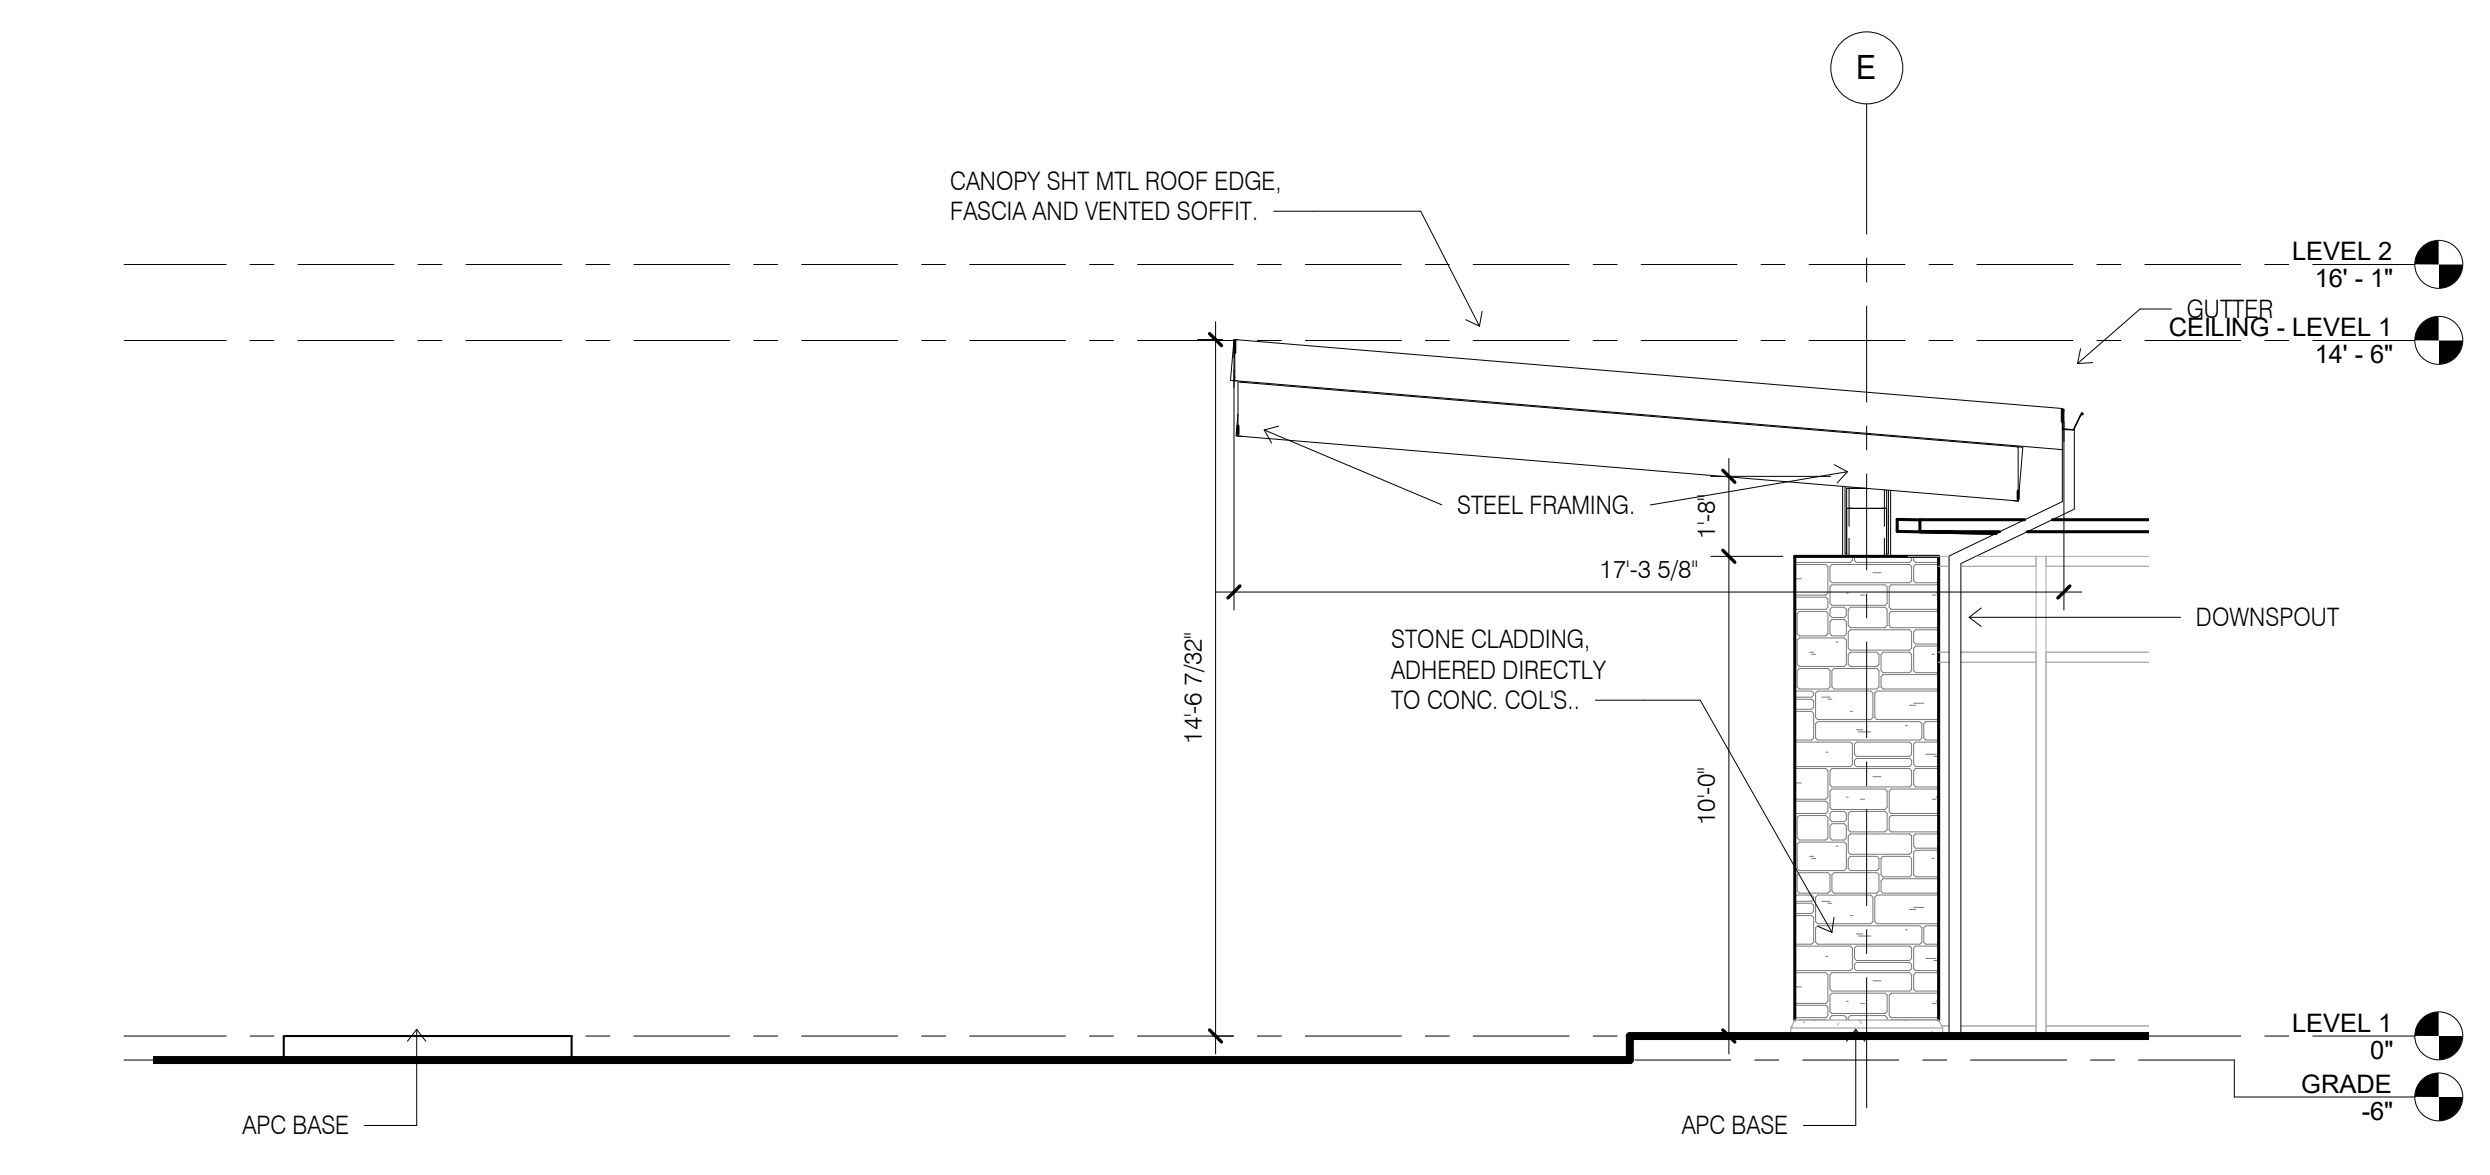 E
CANOPY SHT MTL ROOF EDGE,
FASCIA AND VENTED SOFFIT.
LEVEL 2
16' - 1"
GUTTER
CEILING - LEVEL 1
14' - 6"
STEEL FRAMING.
1'-8"
17'-3 5/8"
DOWNSPOUT
STONE CLADDING,
ADHERED DIRECTLY
TO CONC. COL'S..
14'-6 7/32"
10'-0"
LEVEL 1
0"
GRADE
-6"
APC BASE
APC BASE